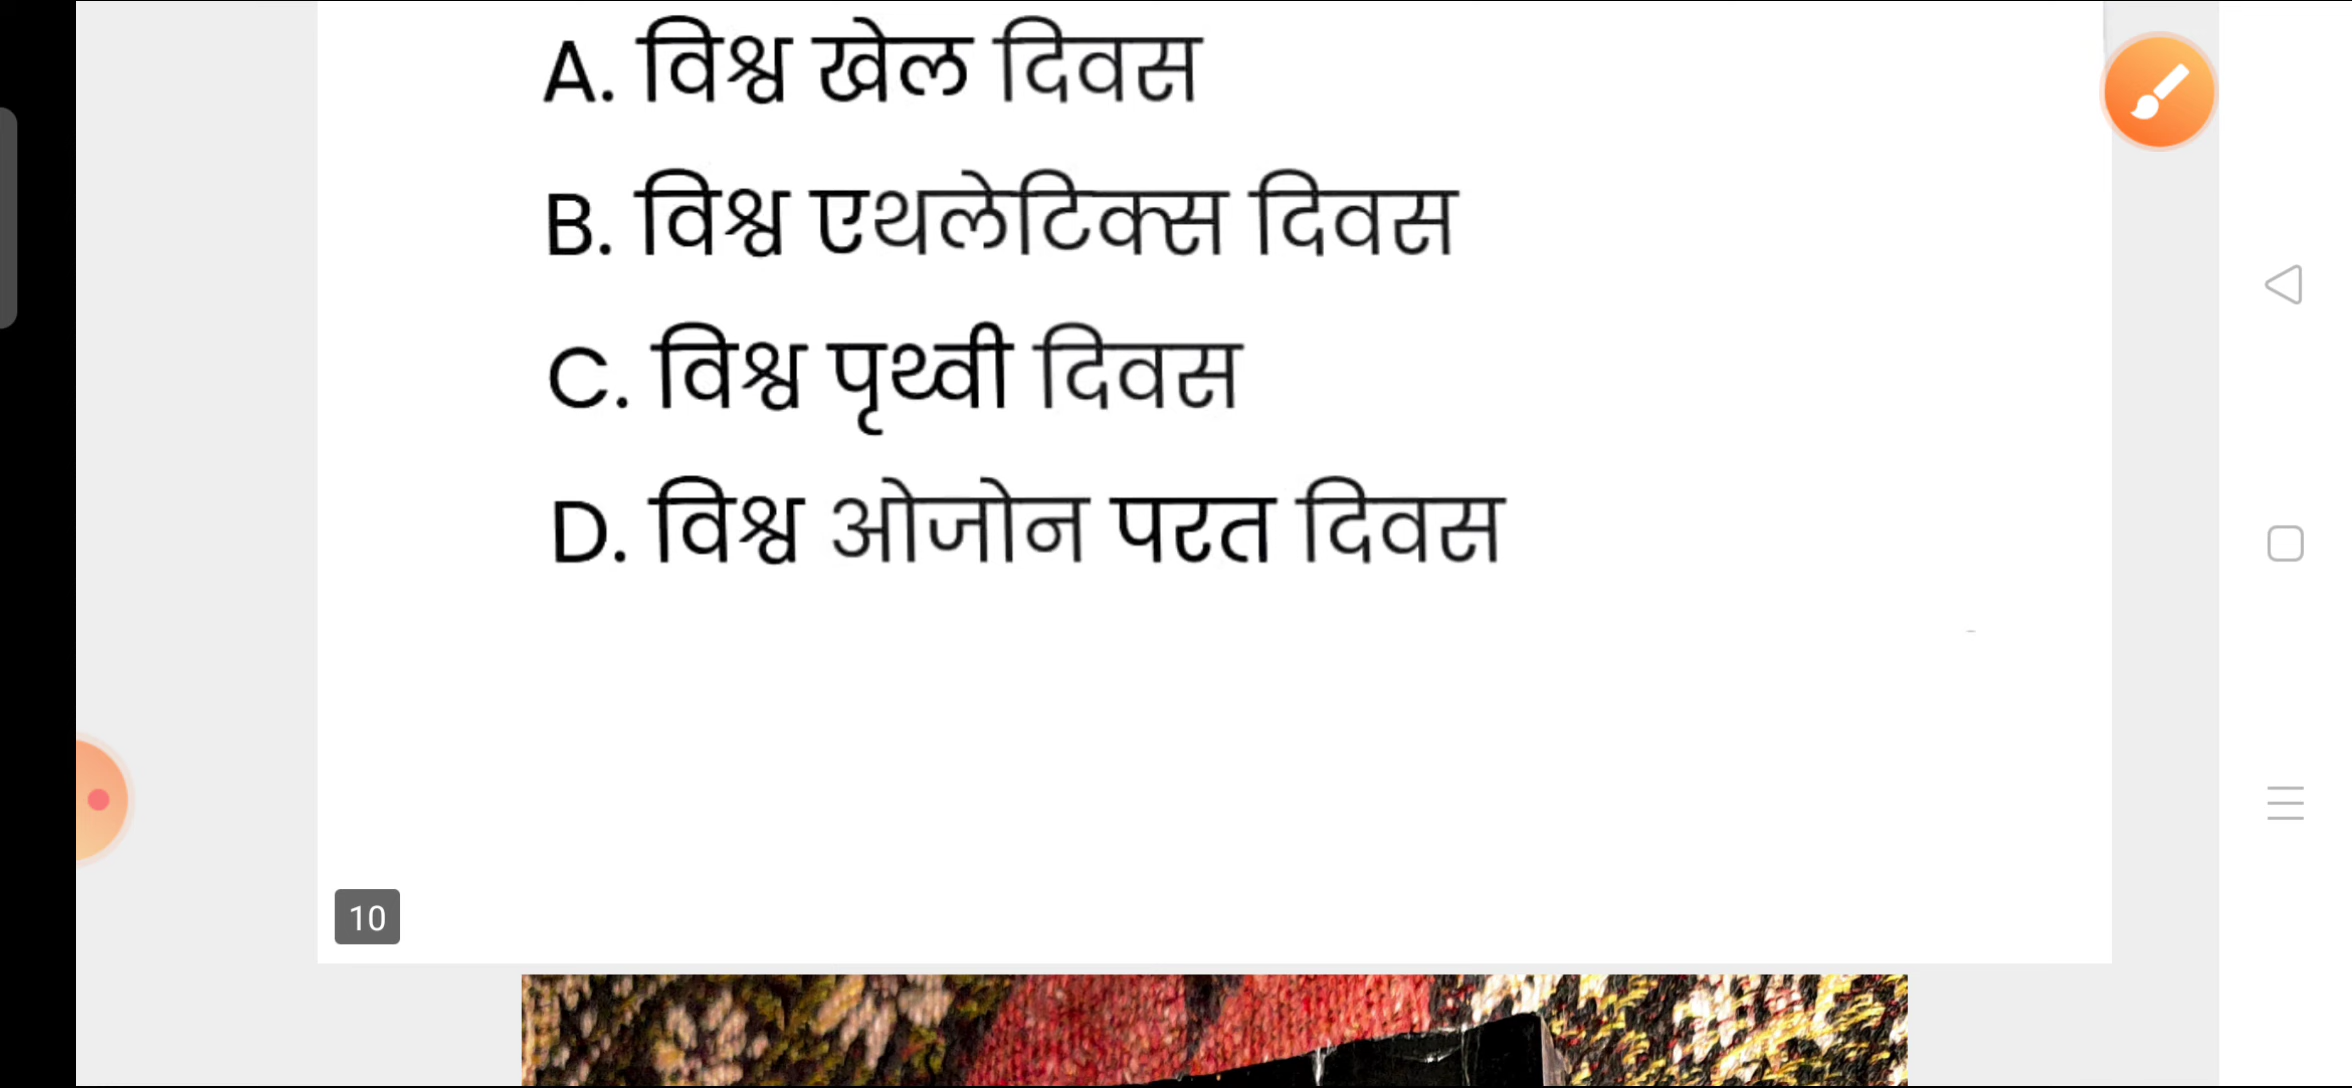 A. विश्व खेल दिवस
B. विश्व एथलेटिक्स दिवस
C. विश्व पृथ्वी दिवस
D. विश्व ओजोन परत दिवस
10